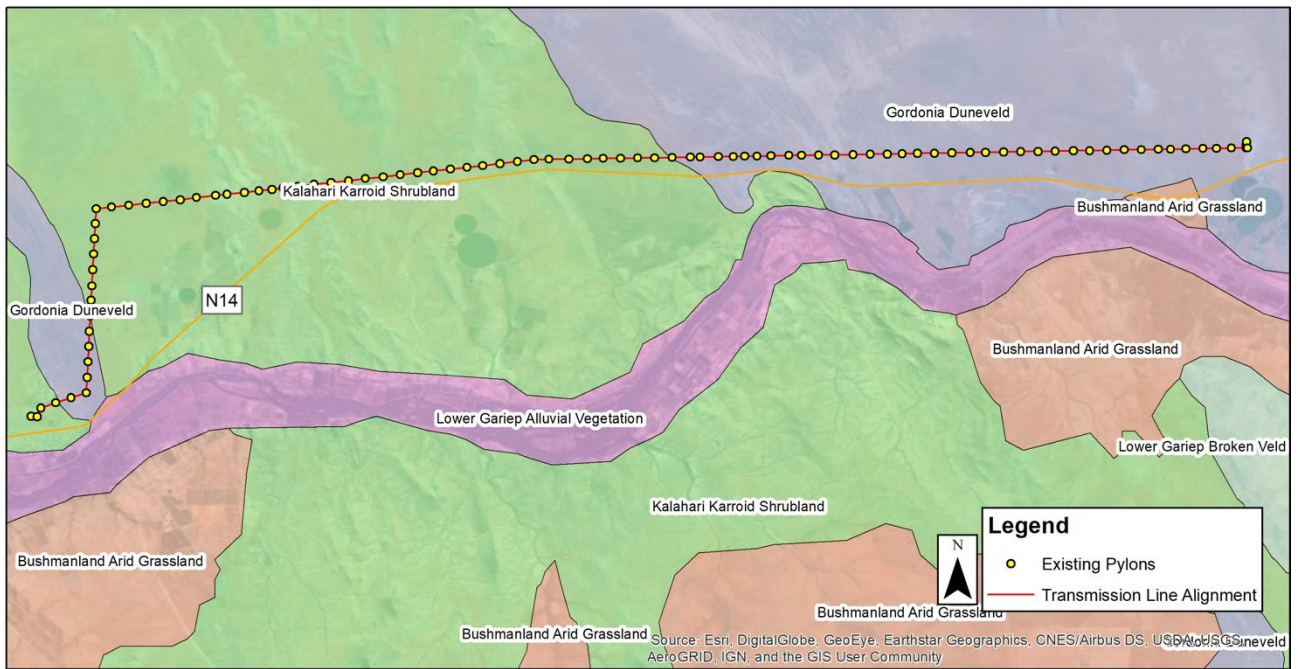 Gordonia Duneveld
Kalahari Karroid Shrubland
Bushmanland Arid Grassland
N14
Gordonia Duneveld
Bushmanland Arid Grassland
Lower Gariep Alluvial Vegetation
Lower Gariep Broken Veld
Kalahari Karroid Shrubland
Legend
N
Existing Pylons
Bushmanland Arid Grassland
Transmission Line Alignment
Bushmanland Arid Grassland
Bushmanland Arid Grassland
Source: Esri, DigitalGlobe, GeoEye, Earthstar Geographics, CNES/Airbus DS, USDA, USGS,
Duneveld
AeroGRID, IGN, and the GIS User Community